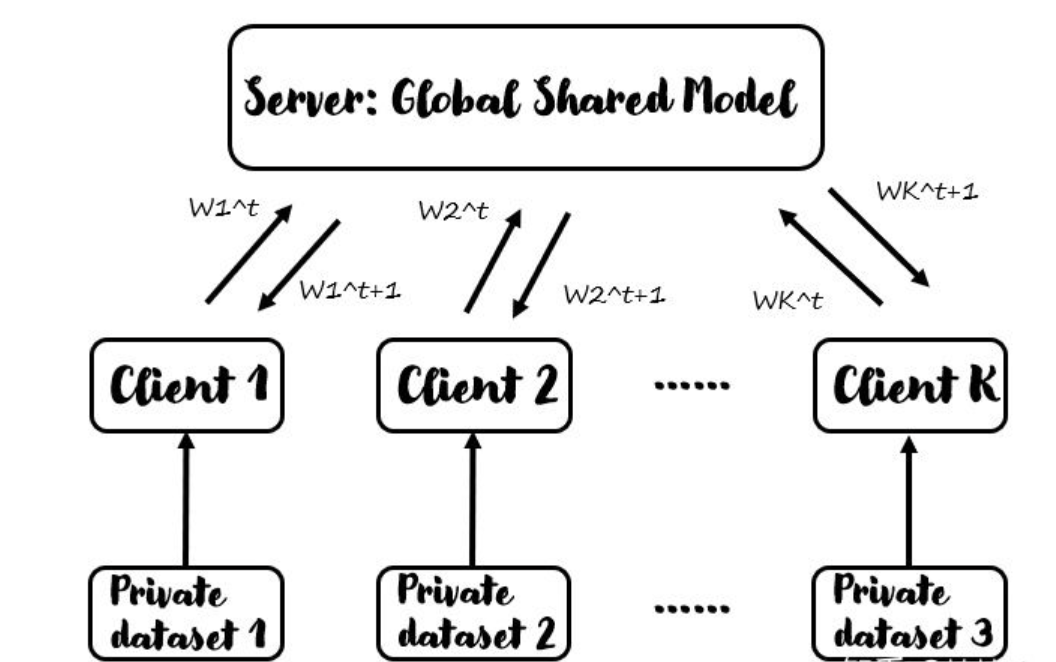 Server: Global Shared Model
W1^t
W2^t
WK^t+1
W1^t+1
W2^t+1
WK^t
Client 1
Client 2
......
Client K
Private
dataset 1
Private
dataset 2
......
Private
dataset 3